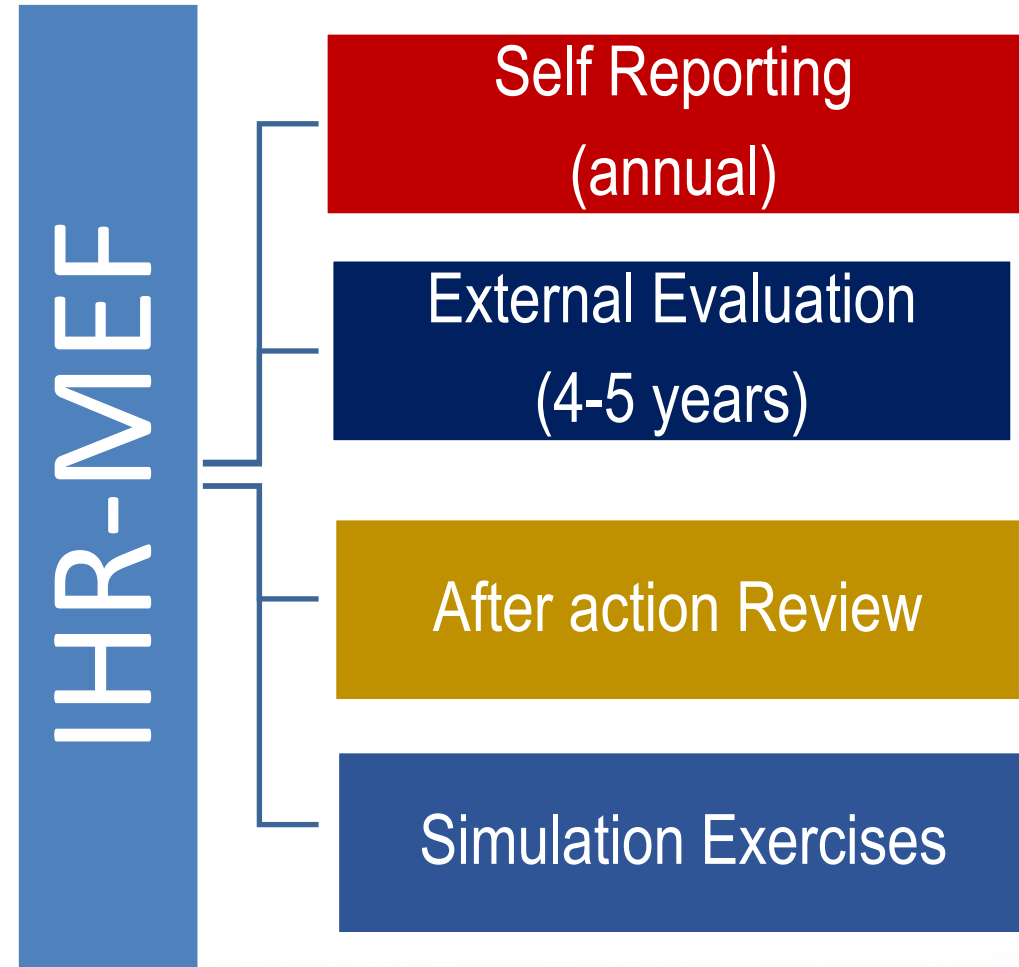 IHR-MEF
Self Reporting
(annual)
External Evaluation
(4-5 years)
After action Review
Simulation Exercises